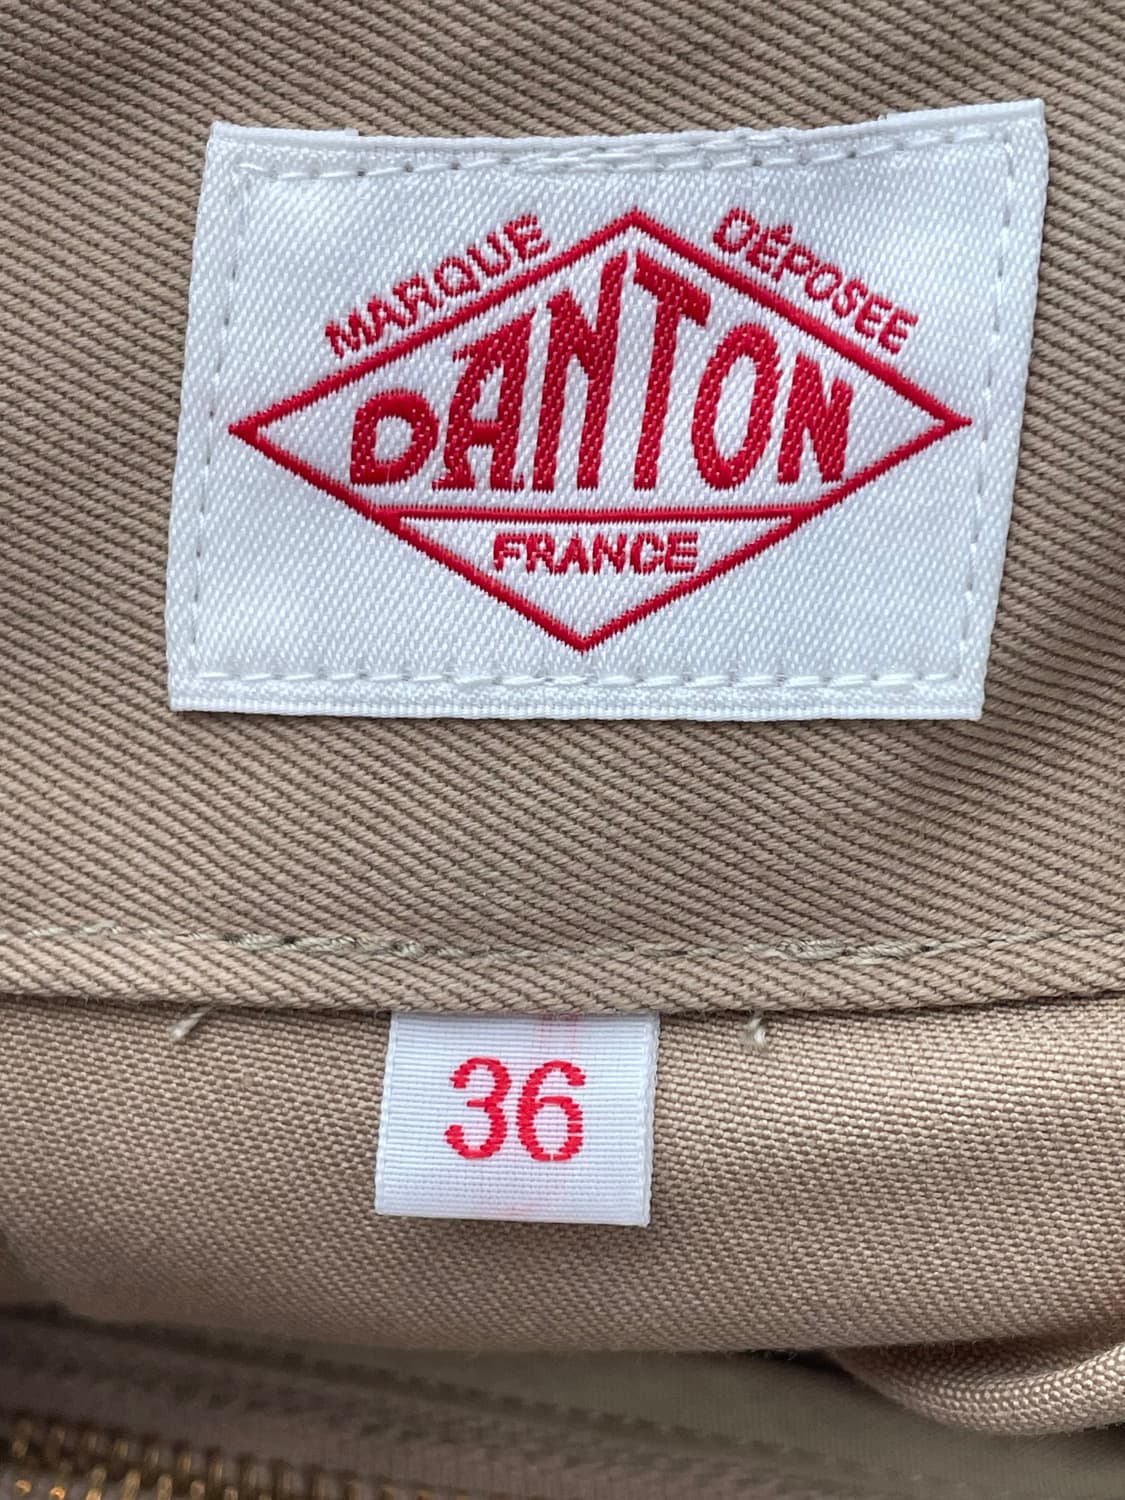 MARQUE DÉPOSEE
DANTON
FRANCE
36